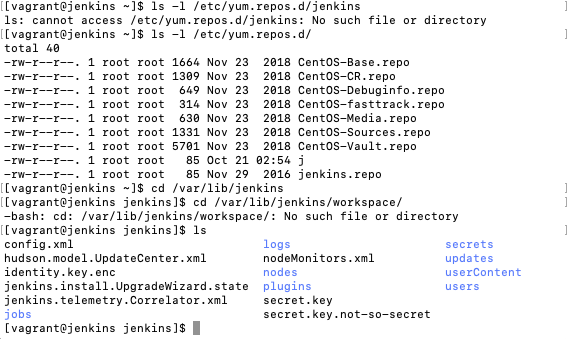 [[vagrant@jenkins ~]$ ls -l /etc/yum.repos.d/jenkins ]
ls: cannot access /etc/yum.repos.d/jenkins: No such file or directory
[[vagrant@jenkins ~]$ ls -l /etc/yum.repos.d/ ]
total 40
-rw-r--r--. 1 root root 1664 Nov 23  2018 CentOS-Base.repo
-rw-r--r--. 1 root root 1309 Nov 23  2018 CentOS-CR.repo
-rw-r--r--. 1 root root  649 Nov 23  2018 CentOS-Debuginfo.repo
-rw-r--r--. 1 root root  314 Nov 23  2018 CentOS-fasttrack.repo
-rw-r--r--. 1 root root  630 Nov 23  2018 CentOS-Media.repo
-rw-r--r--. 1 root root 1331 Nov 23  2018 CentOS-Sources.repo
-rw-r--r--. 1 root root 5701 Nov 23  2018 CentOS-Vault.repo
-rw-r--r--. 1 root root   85 Oct 21 02:54 j
-rw-r--r--. 1 root root   85 Nov 29  2016 jenkins.repo
[[vagrant@jenkins ~]$ cd /var/lib/jenkins ]
[[vagrant@jenkins jenkins]$ cd /var/lib/jenkins/workspace/ ]
-bash: cd: /var/lib/jenkins/workspace/: No such file or directory
[[vagrant@jenkins jenkins]$ ls ]
config.xml logs secrets
hudson.model.UpdateCenter.xml nodeMonitors.xml updates
identity.key.enc nodes userContent
jenkins.install.UpgradeWizard.state plugins users
jenkins.telemetry.Correlator.xml secret.key
jobs secret.key.not-so-secret
[vagrant@jenkins jenkins]$